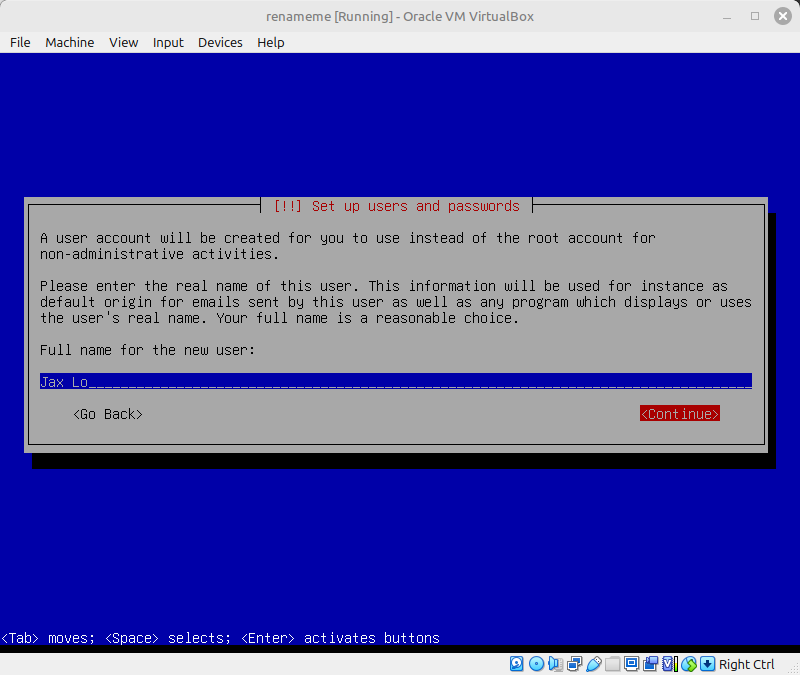 renameme [Running] - Oracle VM VirtualBox
File Machine View Input Devices Help
[!!] Set up users and passwords
A user account will be created for you to use instead of the root account for
non-administrative activities.
Please enter the real name of this user. This information will be used for instance as
default origin for emails sent by this user as well as any program which displays or uses
the user's real name. Your full name is a reasonable choice.
Full name for the new user:
Jax Lo
<Go Back> <Continue>
<Tab> moves; <Space> selects; <Enter> activates buttons
Right Ctrl